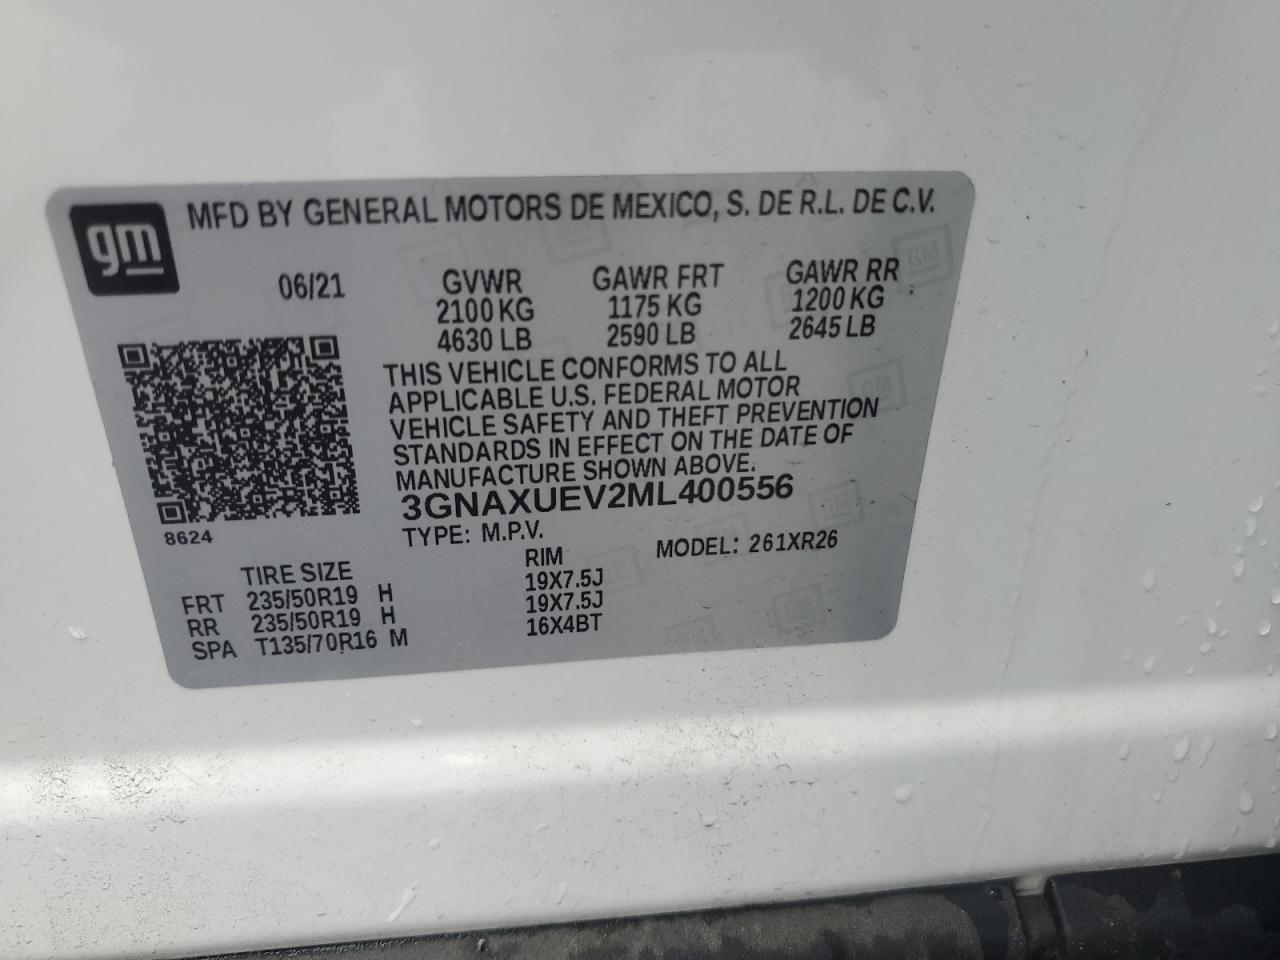 gm
MFD BY GENERAL MOTORS DE MEXICO, S. DE R.L. DE C.V.
06/21 GVWR GAWR FRT GAWR RR
2100 KG 1175 KG 1200 KG
4630 LB 2590 LB 2645 LB
THIS VEHICLE CONFORMS TO ALL
APPLICABLE U.S. FEDERAL MOTOR
VEHICLE SAFETY AND THEFT PREVENTION
STANDARDS IN EFFECT ON THE DATE OF
MANUFACTURE SHOWN ABOVE.
3GNAXUEV2ML400556
8624
TYPE: M.P.V. MODEL: 261XR26
TIRE SIZE RIM
FRT 235/50R19 H 19X7.5J
RR 235/50R19 H 19X7.5J
SPA T135/70R16 M 16X4BT